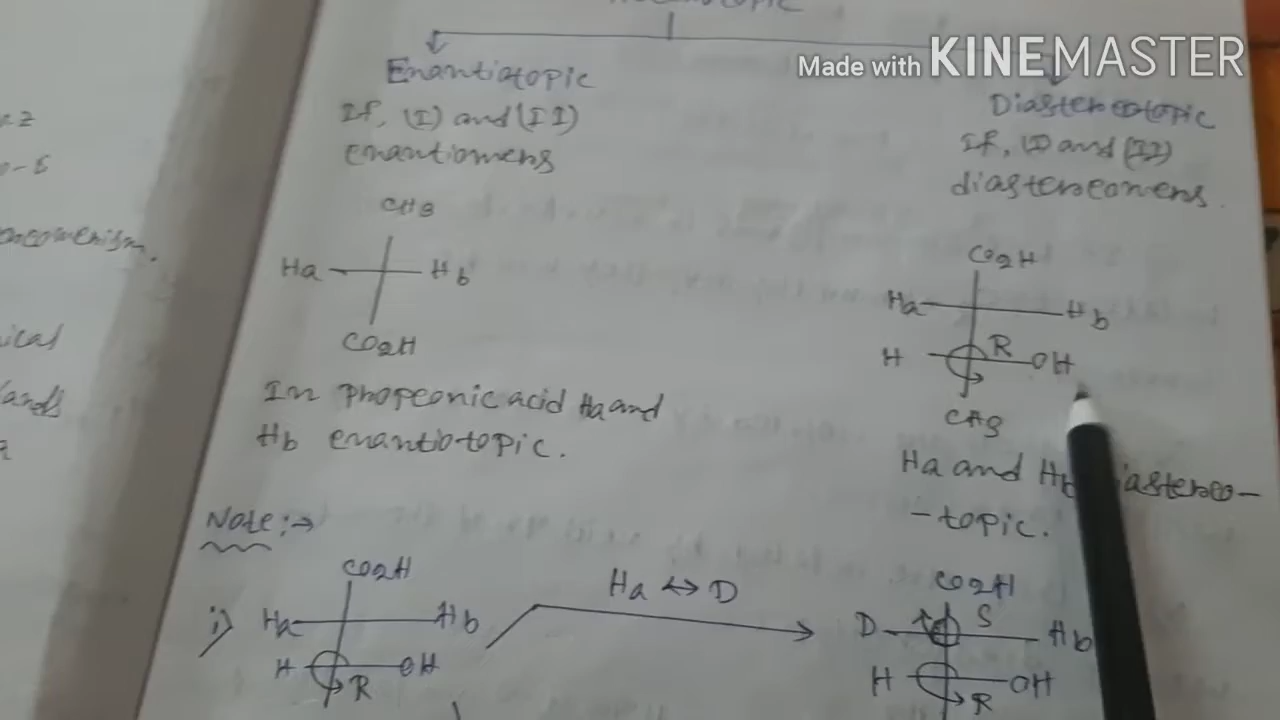 Made with KINEMASTER
Enantiotopic
If, (I) and (II)
enantiomers
CH3
Ha Hb
CO2H
In Propeonic acid Ha and
Hb enantiotopic.
Diastereotopic
If, (I) and (II)
diastereomers.
CO2H
Ha Hb
H R OH
CH3
Ha and Hb
-topic.
Note:→
CO2H
i) Ha Hb
H OH
R
Ha ↔ D
CO2H
D S Hb
H OH
R